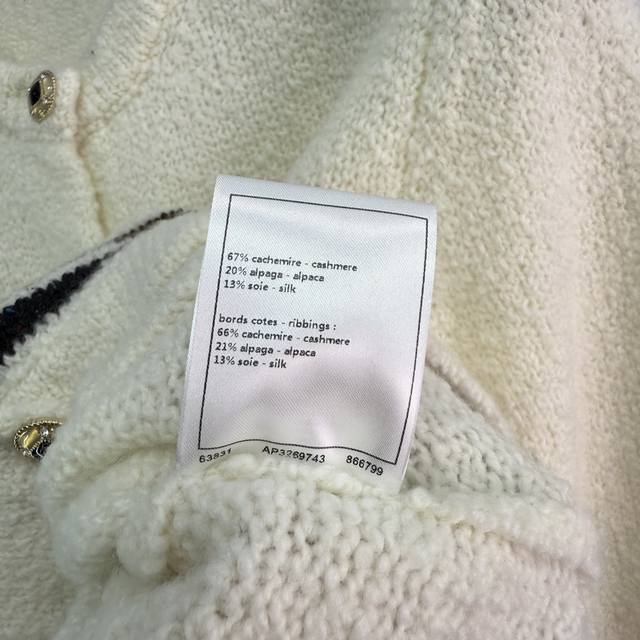 67% cachemire - cashmere
20% alpaga - alpaca
13% soie - silk
bords cotes - ribbings :
66% cachemire - cashmere
21% alpaga - alpaca
13% soie - silk
63831 AP3269743 866799